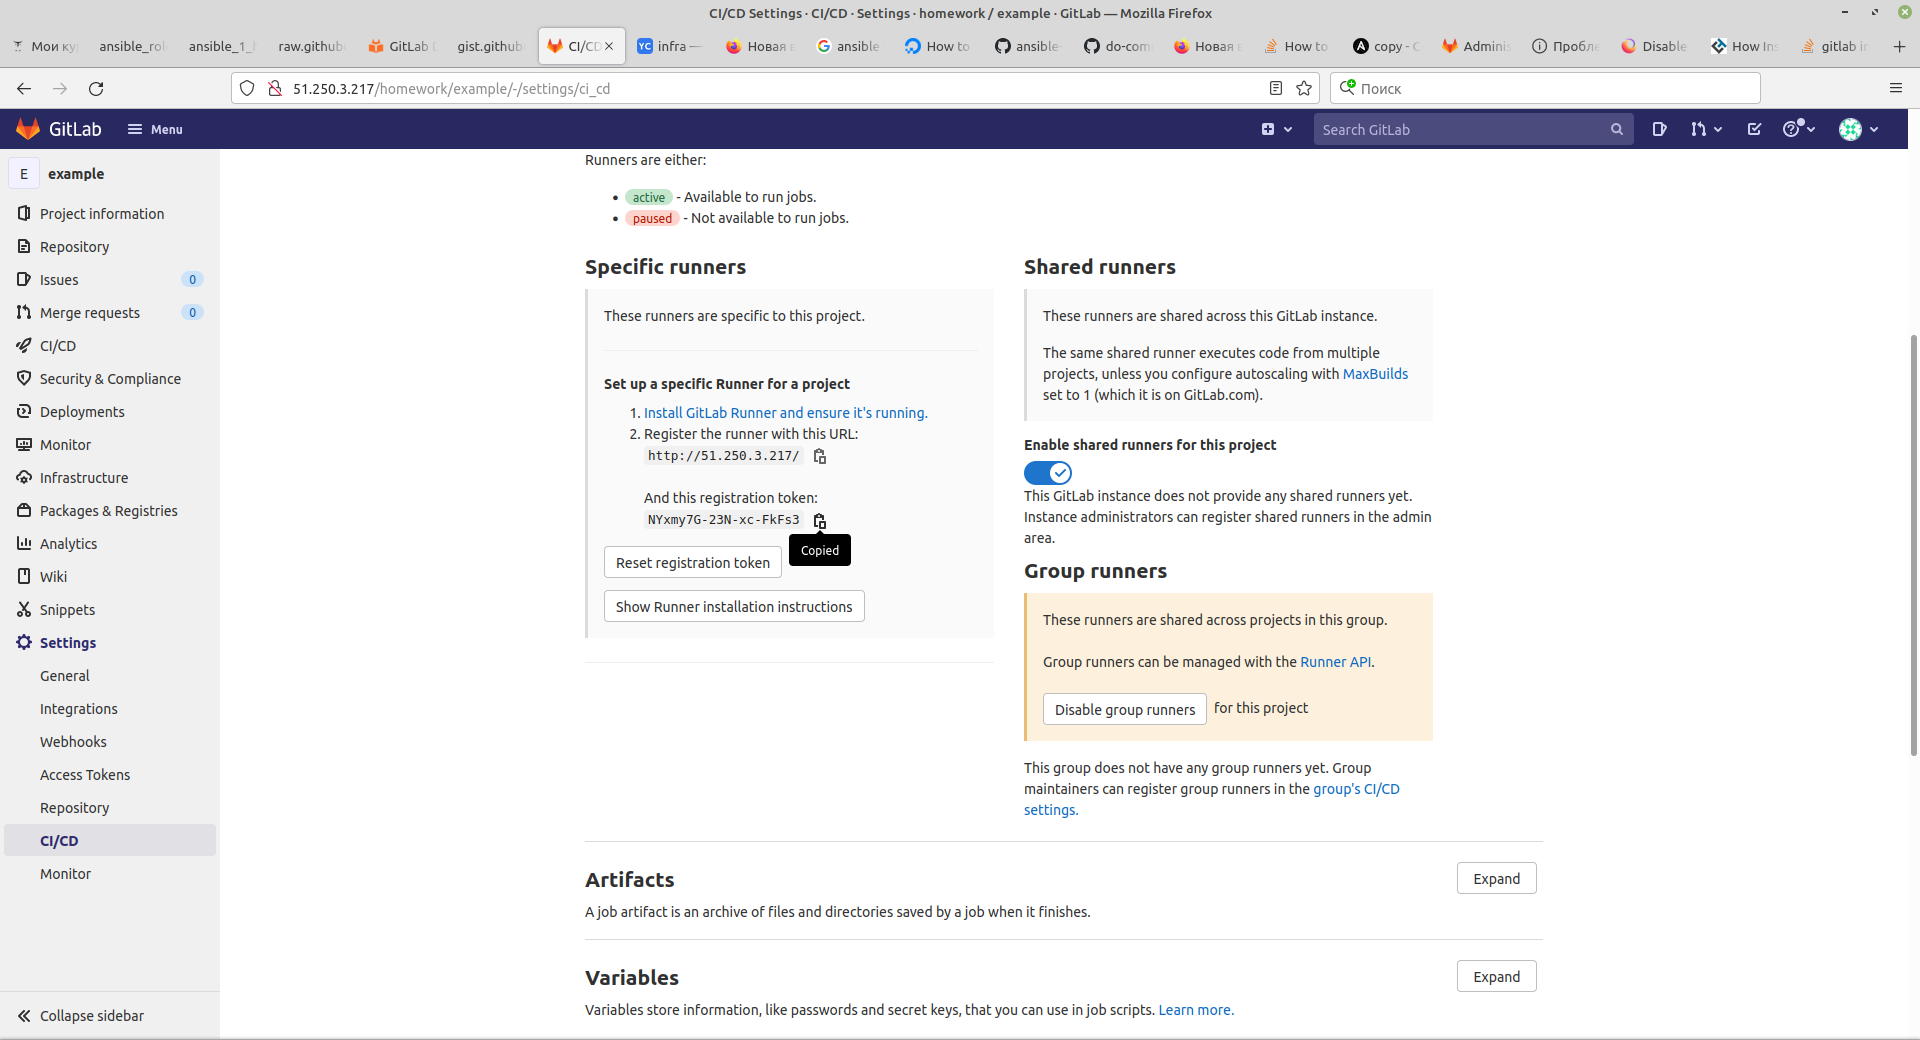 CI/CD Settings · CI/CD · Settings · homework / example · GitLab — Mozilla Firefox
Мои ку
ansible_ro
ansible_1_
raw.githubu
GitLab
gist.github
CI/CD
YC infra —
Новая
ansible
How to
ansible-
do-com
Новая
How to
copy - C
Adminis
Пробле
Disable
How Ins
gitlab in
51.250.3.217/homework/example/-/settings/ci_cd
Поиск
GitLab
Menu
Search GitLab
E example
Project information
Repository
Issues 0
Merge requests 0
CI/CD
Security & Compliance
Deployments
Monitor
Infrastructure
Packages & Registries
Analytics
Wiki
Snippets
Settings
General
Integrations
Webhooks
Access Tokens
Repository
CI/CD
Monitor
Collapse sidebar
Runners are either:
active - Available to run jobs.
paused - Not available to run jobs.
Specific runners
These runners are specific to this project.
Set up a specific Runner for a project
1. Install GitLab Runner and ensure it's running.
2. Register the runner with this URL:
http://51.250.3.217/
And this registration token:
NYxmy7G-23N-xc-FkFs3
Copied
Reset registration token
Show Runner installation instructions
Shared runners
These runners are shared across this GitLab instance.
The same shared runner executes code from multiple
projects, unless you configure autoscaling with MaxBuilds
set to 1 (which it is on GitLab.com).
Enable shared runners for this project
This GitLab instance does not provide any shared runners yet.
Instance administrators can register shared runners in the admin
area.
Group runners
These runners are shared across projects in this group.
Group runners can be managed with the Runner API.
Disable group runners for this project
This group does not have any group runners yet. Group
maintainers can register group runners in the group's CI/CD
settings.
Artifacts
Expand
A job artifact is an archive of files and directories saved by a job when it finishes.
Variables
Expand
Variables store information, like passwords and secret keys, that you can use in job scripts. Learn more.